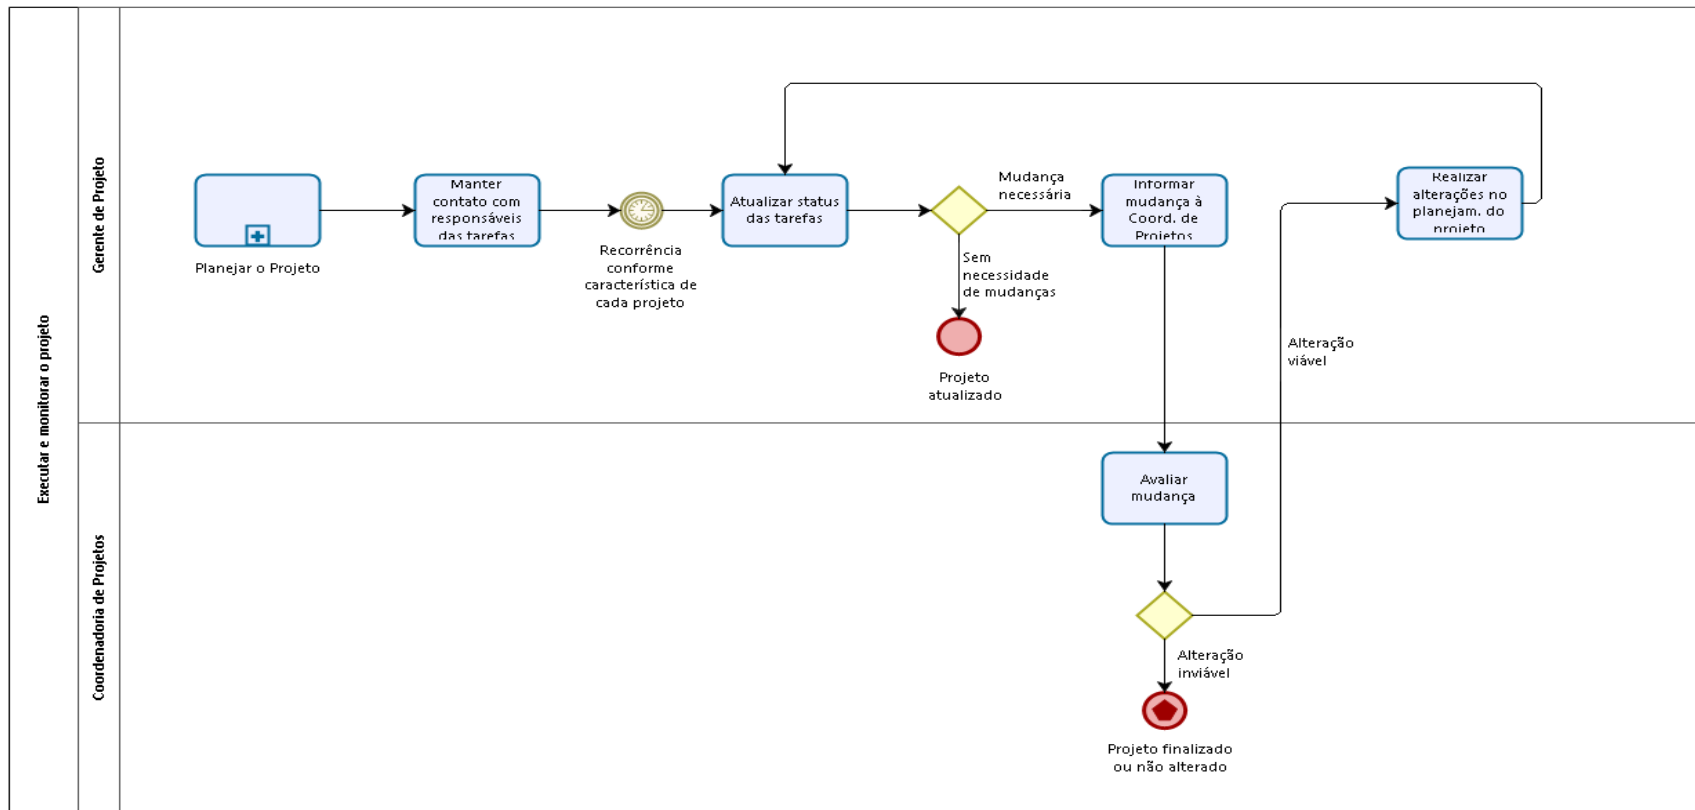 Executar e monitorar o projeto
Gerente de Projeto
Planejar o Projeto
Manter
contato com
responsáveis
das tarefas
Recorrência
conforme
característica de
cada projeto
Atualizar status
das tarefas
Mudança
necessária
Sem
necessidade
de mudanças
Projeto
atualizado
Informar
mudança à
Coord. de
Projetos
Alteração
viável
Realizar
alterações no
planejam. do
projeto
Coordenadoria de Projetos
Avaliar
mudança
Alteração
inviável
Projeto finalizado
ou não alterado